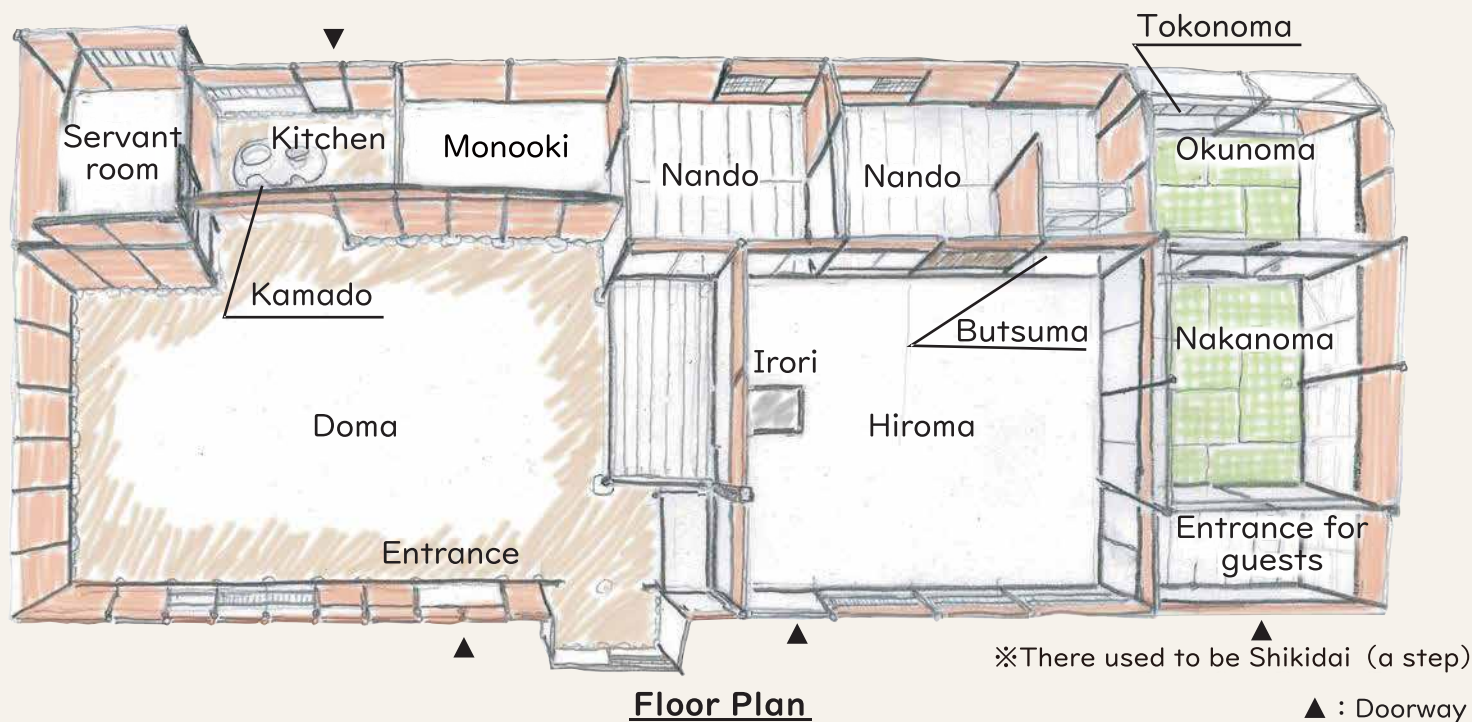 Tokonoma
Servant
room
Kitchen
Monooki
Nando
Nando
Okunoma
Kamado
Butsuma
Nakanoma
Irori
Doma
Hiroma
Entrance
Entrance for
guests
※There used to be Shikidai (a step)
Floor Plan
▲ : Doorway